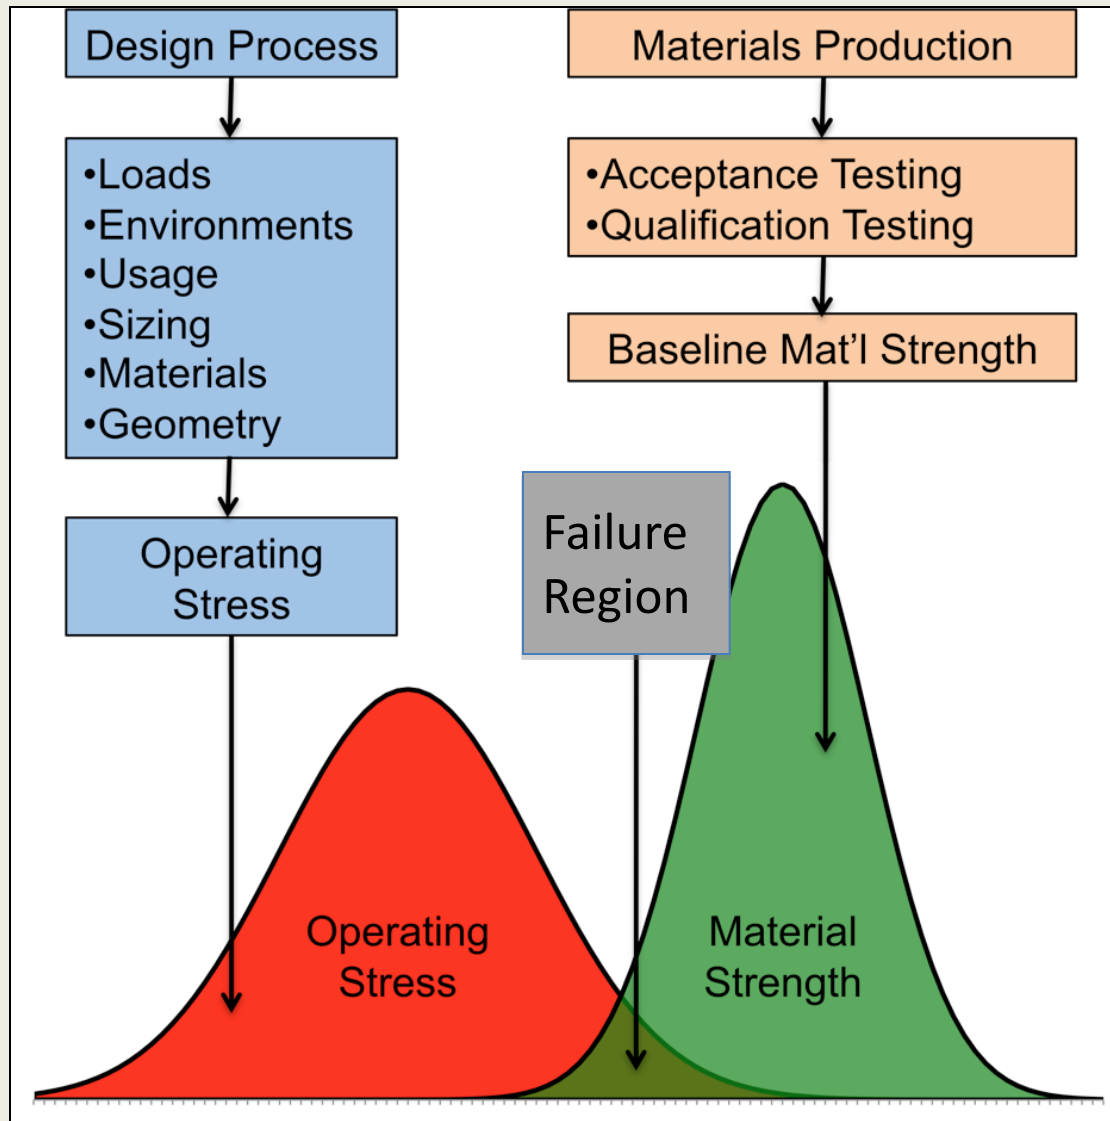 Design Process
•Loads
•Environments
•Usage
•Sizing
•Materials
•Geometry
Operating
Stress
Materials Production
•Acceptance Testing
•Qualification Testing
Baseline Mat’l Strength
Failure
Region
Operating
Stress
Material
Strength